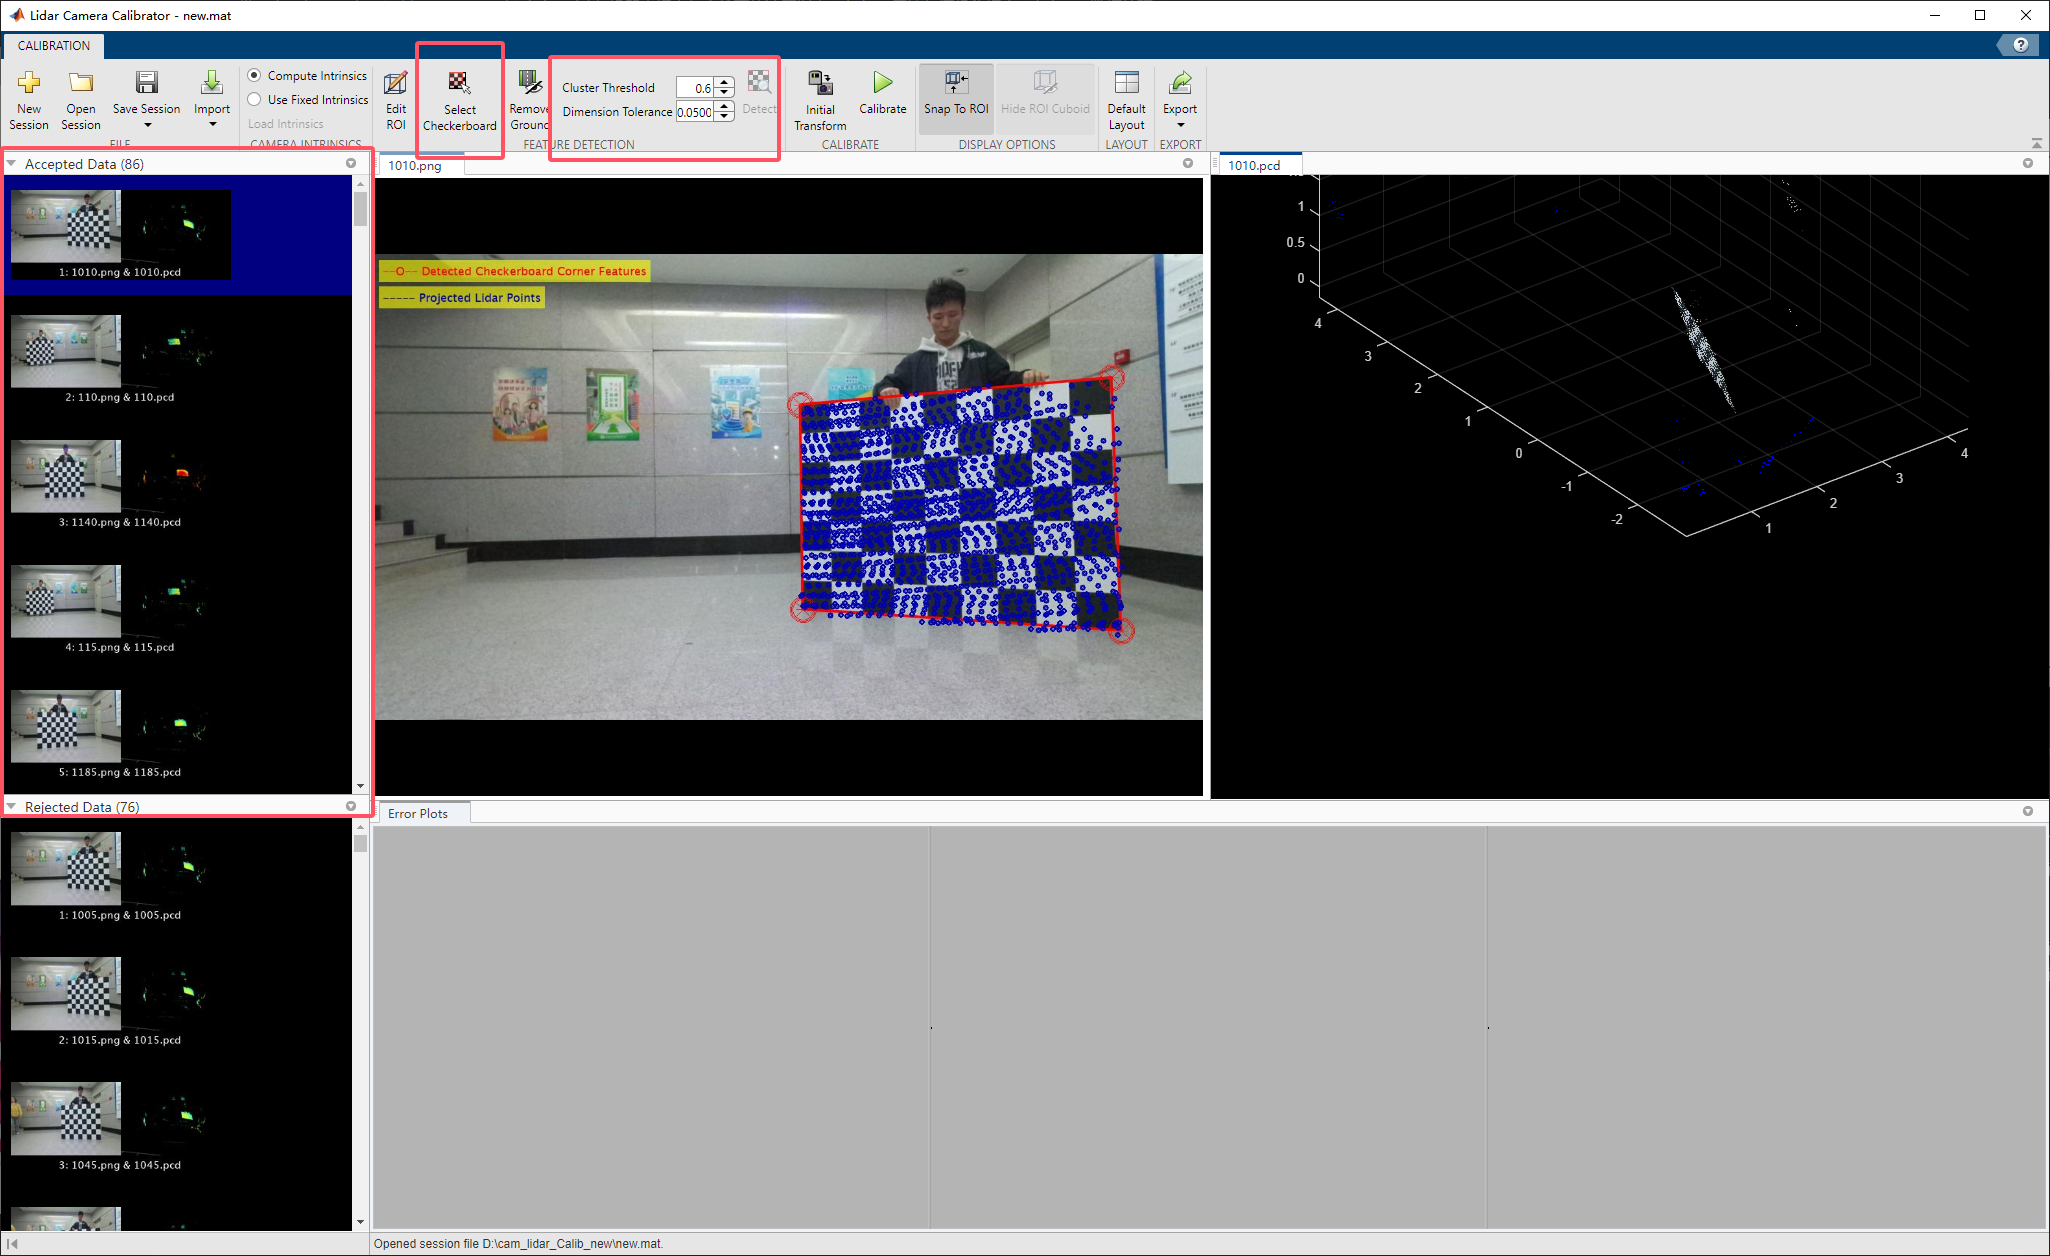 Lidar Camera Calibrator - new.mat
CALIBRATION
New Session
Open Session
Save Session
Import
FILE
Compute Intrinsics
Use Fixed Intrinsics
Load Intrinsics
CAMERA INTRINSICS
Edit ROI
Select Checkerboard
Remove Ground
Cluster Threshold 0.6
Dimension Tolerance 0.0500
Detect
FEATURE DETECTION
Initial Transform
Calibrate
CALIBRATE
Snap To ROI
Hide ROI Cuboid
DISPLAY OPTIONS
Default Layout
LAYOUT
Export
EXPORT
Accepted Data (86)
1: 1010.png & 1010.pcd
2: 110.png & 110.pcd
3: 1140.png & 1140.pcd
4: 115.png & 115.pcd
5: 1185.png & 1185.pcd
Rejected Data (76)
1: 1005.png & 1005.pcd
2: 1015.png & 1015.pcd
3: 1045.png & 1045.pcd
1010.png
--O-- Detected Checkerboard Corner Features
----- Projected Lidar Points
1010.pcd
1
0.5
0
4
3
2
1
0
-1
-2
1
2
3
4
Error Plots
Opened session file D:\cam_lidar_Calib_new\new.mat.